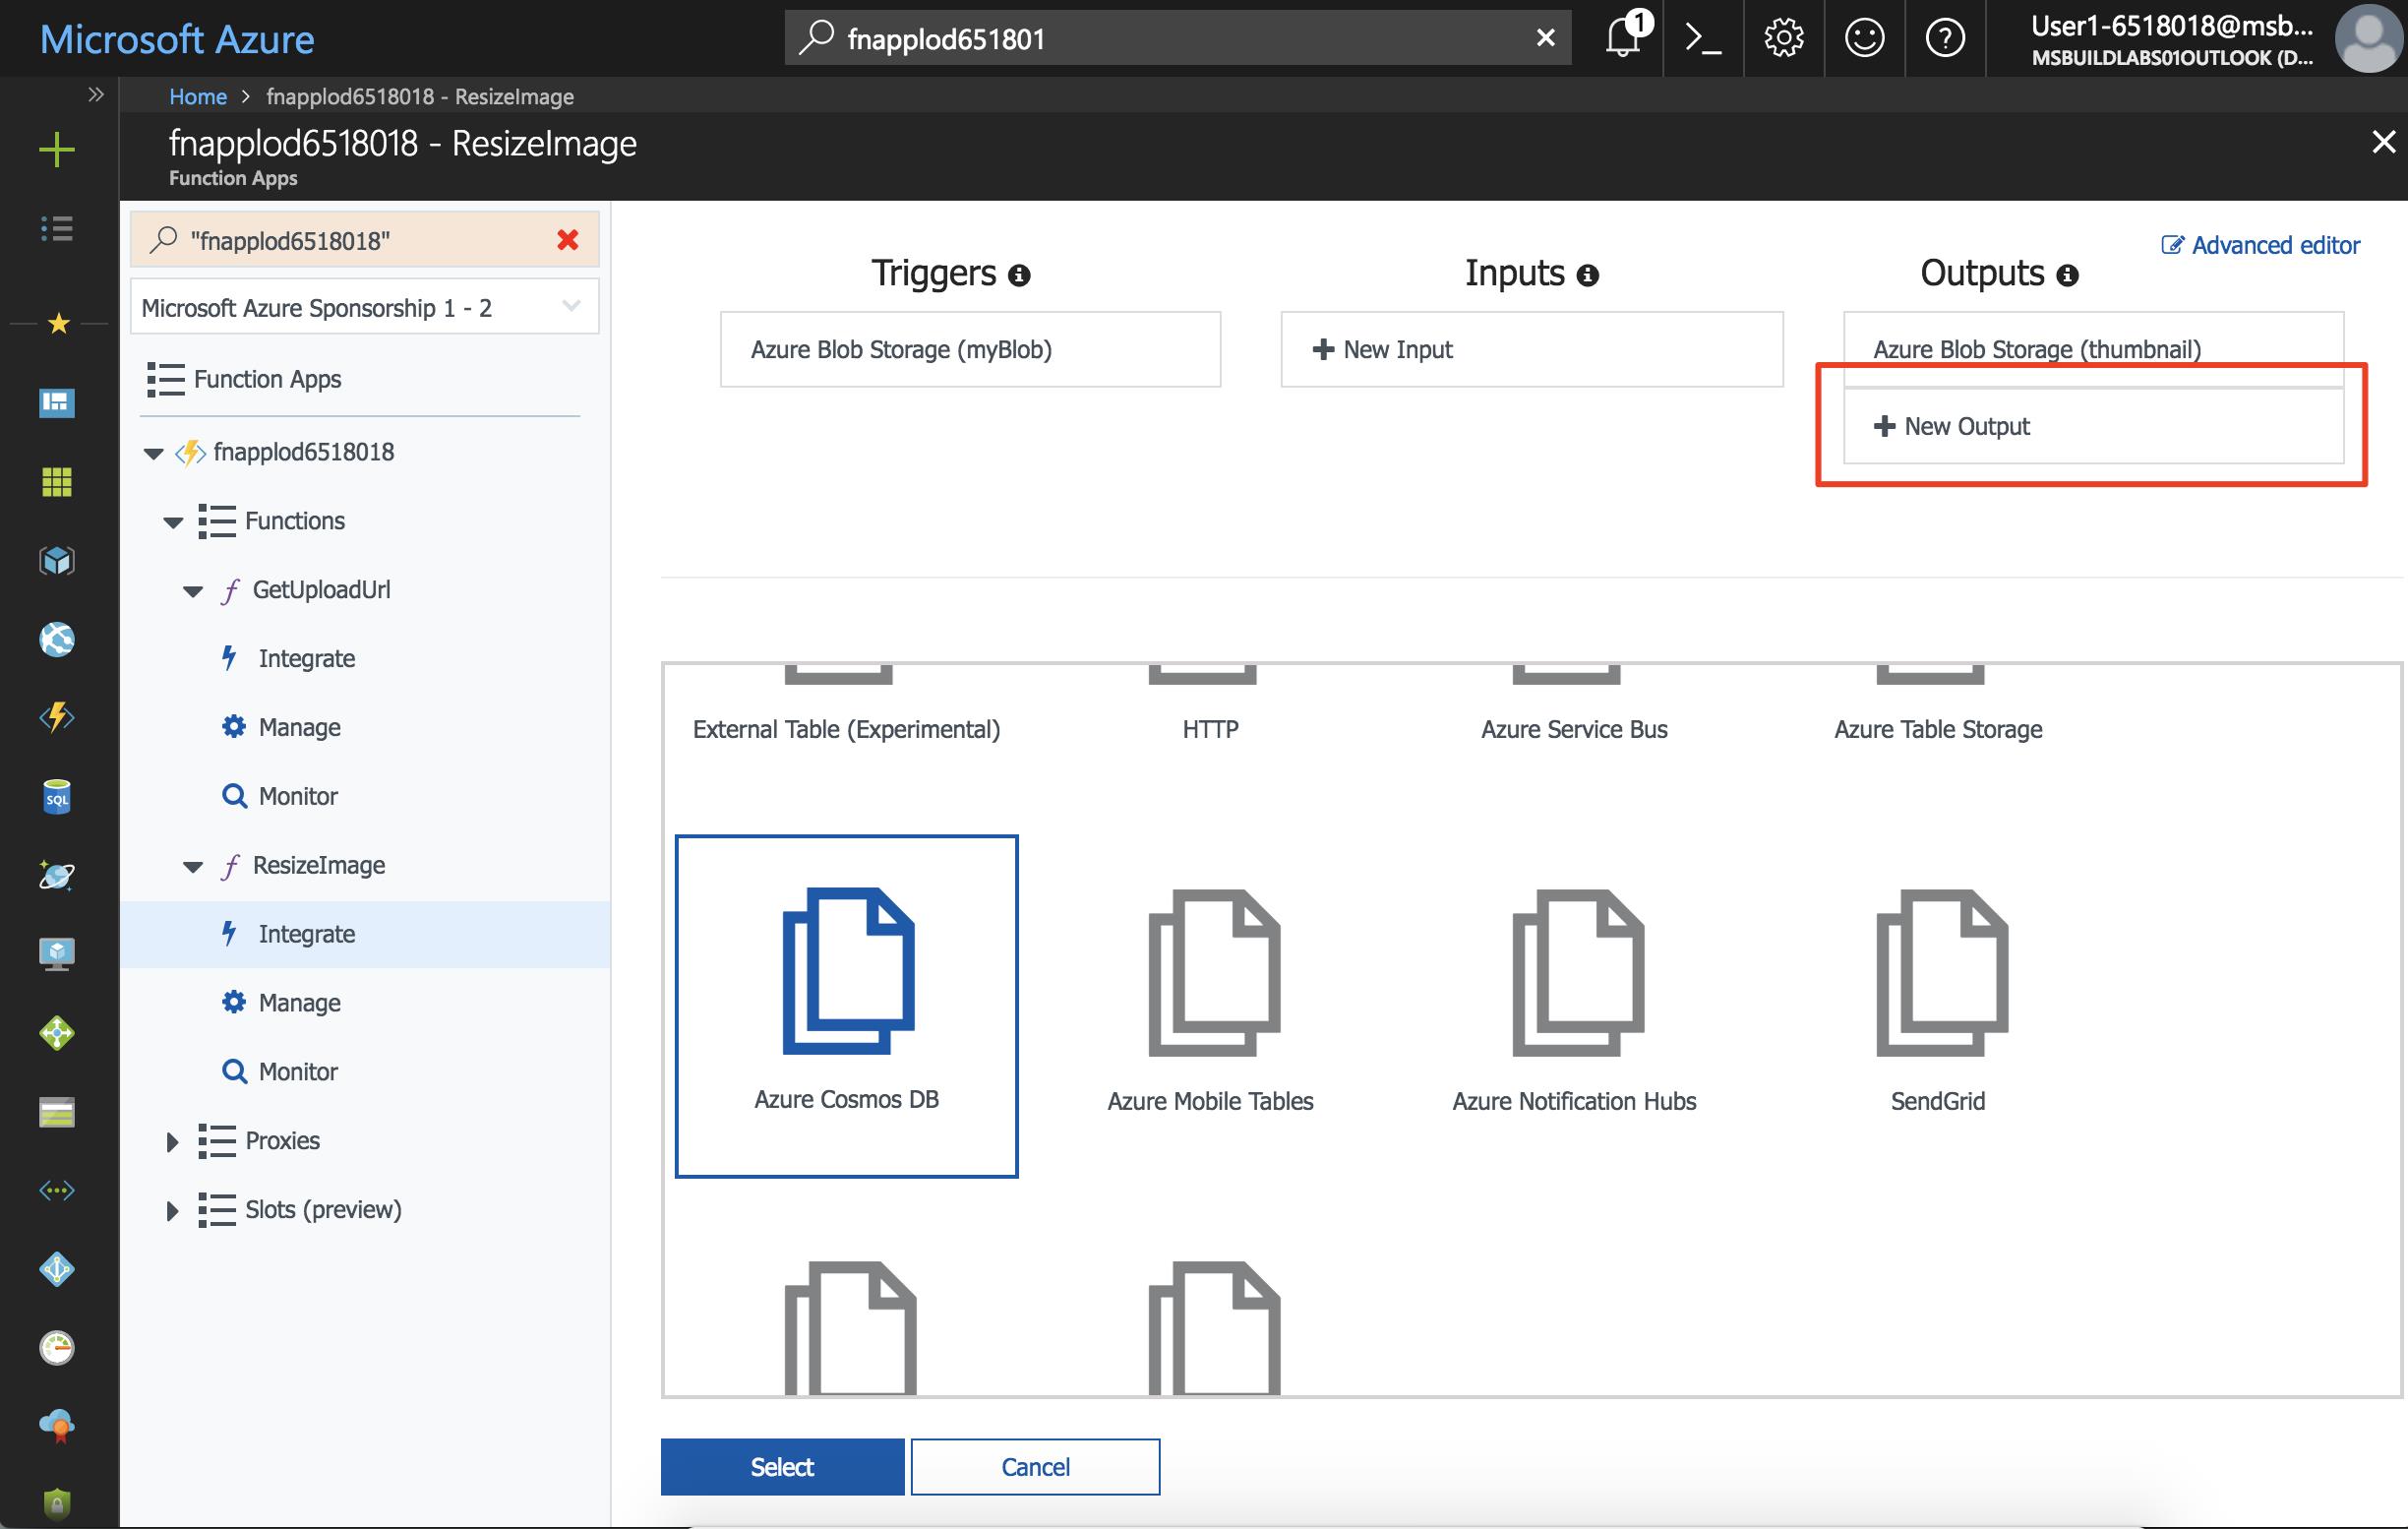 Microsoft Azure
fnapplod651801
1
User1-6518018@msb...
MSBUILDLABS01OUTLOOK (D...
Home > fnapplod6518018 - ResizeImage
fnapplod6518018 - ResizeImage
Function Apps
"fnapplod6518018"
Microsoft Azure Sponsorship 1 - 2
Function Apps
fnapplod6518018
Functions
GetUploadUrl
Integrate
Manage
Monitor
ResizeImage
Integrate
Manage
Monitor
Proxies
Slots (preview)
SQL
Advanced editor
Triggers
Azure Blob Storage (myBlob)
Inputs
New Input
Outputs
Azure Blob Storage (thumbnail)
New Output
External Table (Experimental)
HTTP
Azure Service Bus
Azure Table Storage
Azure Cosmos DB
Azure Mobile Tables
Azure Notification Hubs
SendGrid
Select
Cancel